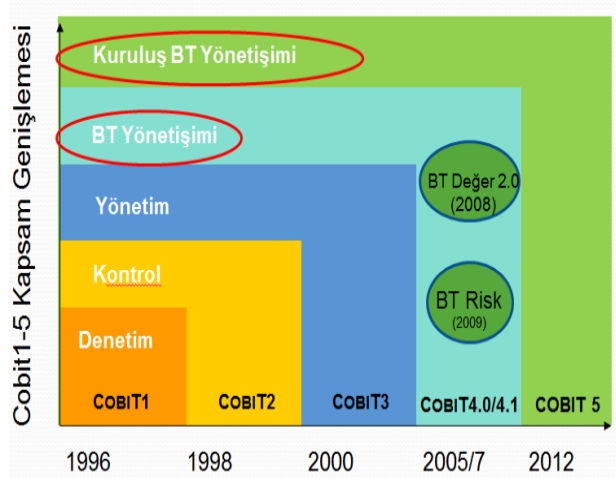 Cobit1-5 Kapsam Genişlemesi
Kuruluş BT Yönetişimi
BT Yönetişimi
Yönetim
Kontrol
Denetim
BT Değer 2.0
(2008)
BT Risk
(2009)
COBIT1
COBIT2
COBIT3
COBIT4.0/4.1
COBIT 5
1996
1998
2000
2005/7
2012